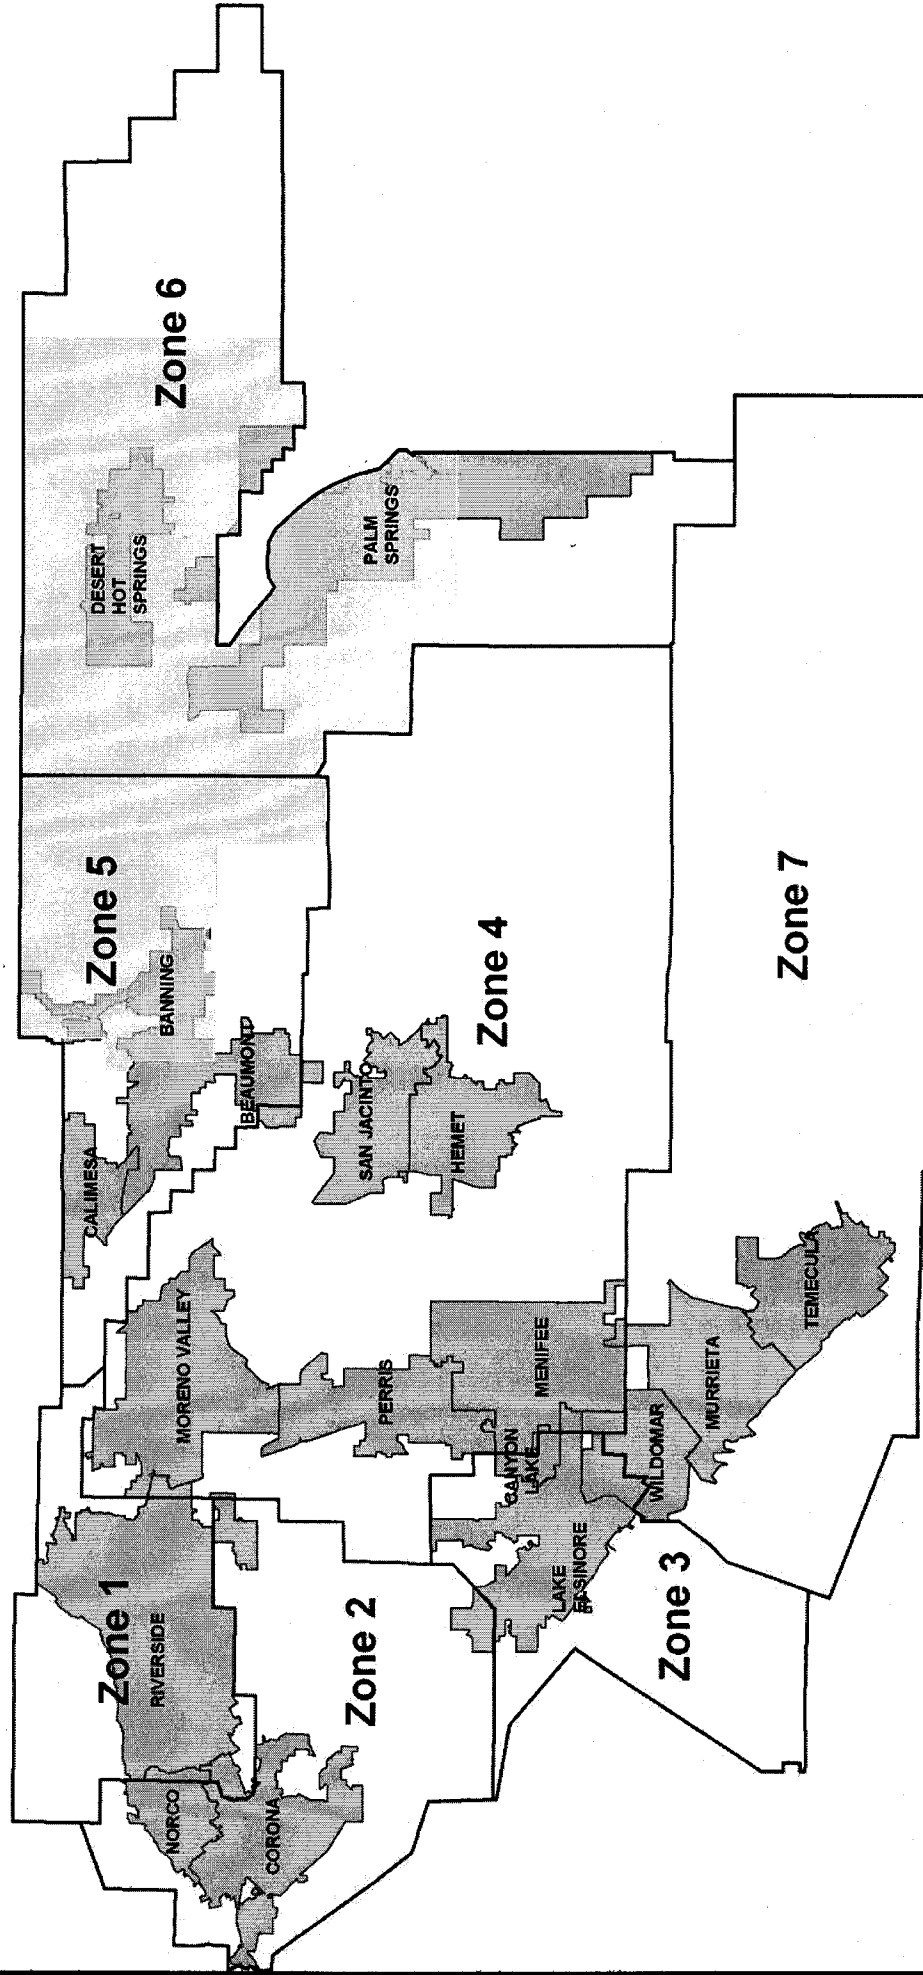 Zone 1
RIVERSIDE
NORCO
CORONA
Zone 2
Zone 3
LAKE
ELSINORE
CANYON
LAKE
WILDOMAR
MURRIETA
TEMECULA
MENIFEE
PERRIS
MORENO VALLEY
CALIMESA
BEAUMONT
BANNING
Zone 5
SAN JACINTO
HEMET
Zone 4
Zone 7
DESERT
HOT
SPRINGS
PALM
SPRINGS
Zone 6